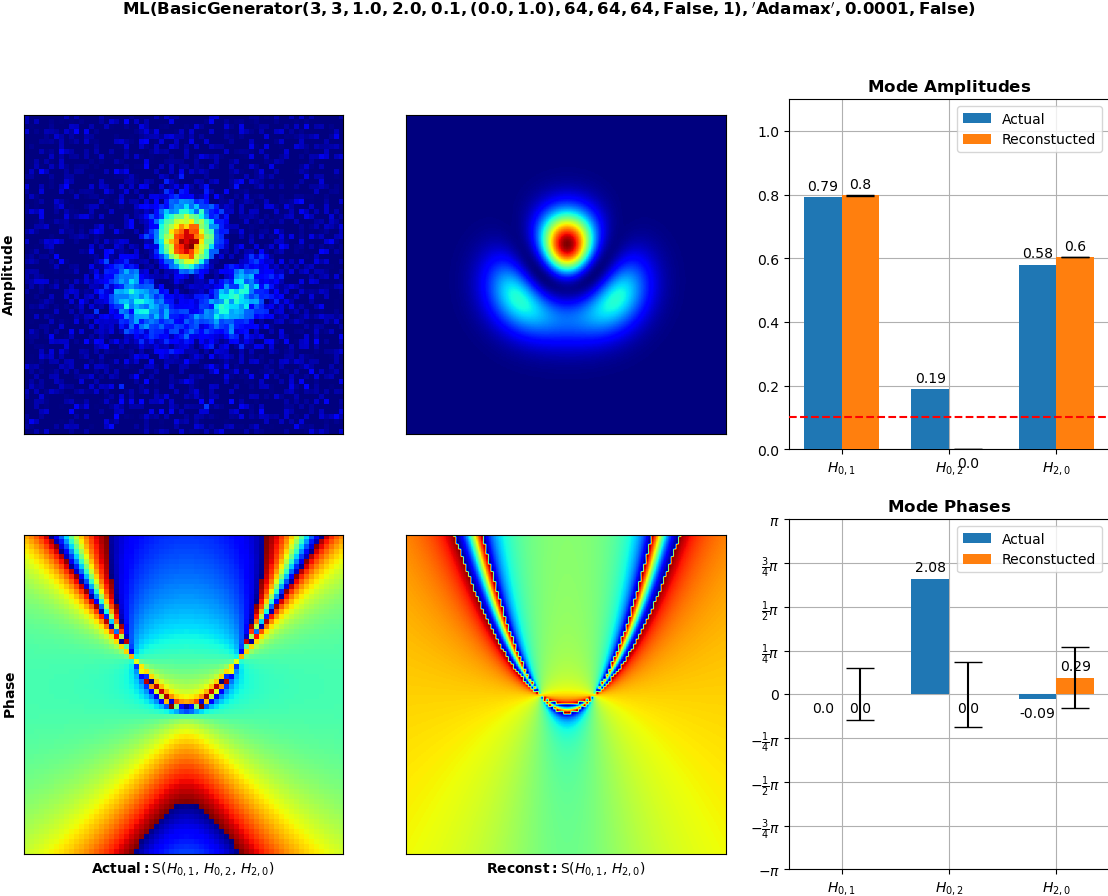 ML(BasicGenerator(3, 3, 1.0, 2.0, 0.1, (0.0, 1.0), 64, 64, 64, False, 1), 'Adamax', 0.0001, False)
Amplitude
Mode Amplitudes
Actual
Reconstucted
1.0
0.8
0.6
0.4
0.2
0.0
0.79
0.8
0.19
0.0
0.58
0.6
H0,1
H0,2
H2,0
Phase
Actual: S(H0,1, H0,2, H2,0)
Reconst: S(H0,1, H2,0)
Mode Phases
Actual
Reconstucted
π
3/4π
1/2π
1/4π
0
−1/4π
−1/2π
−3/4π
−π
0.0
0.0
2.08
0.0
-0.09
0.29
H0,1
H0,2
H2,0